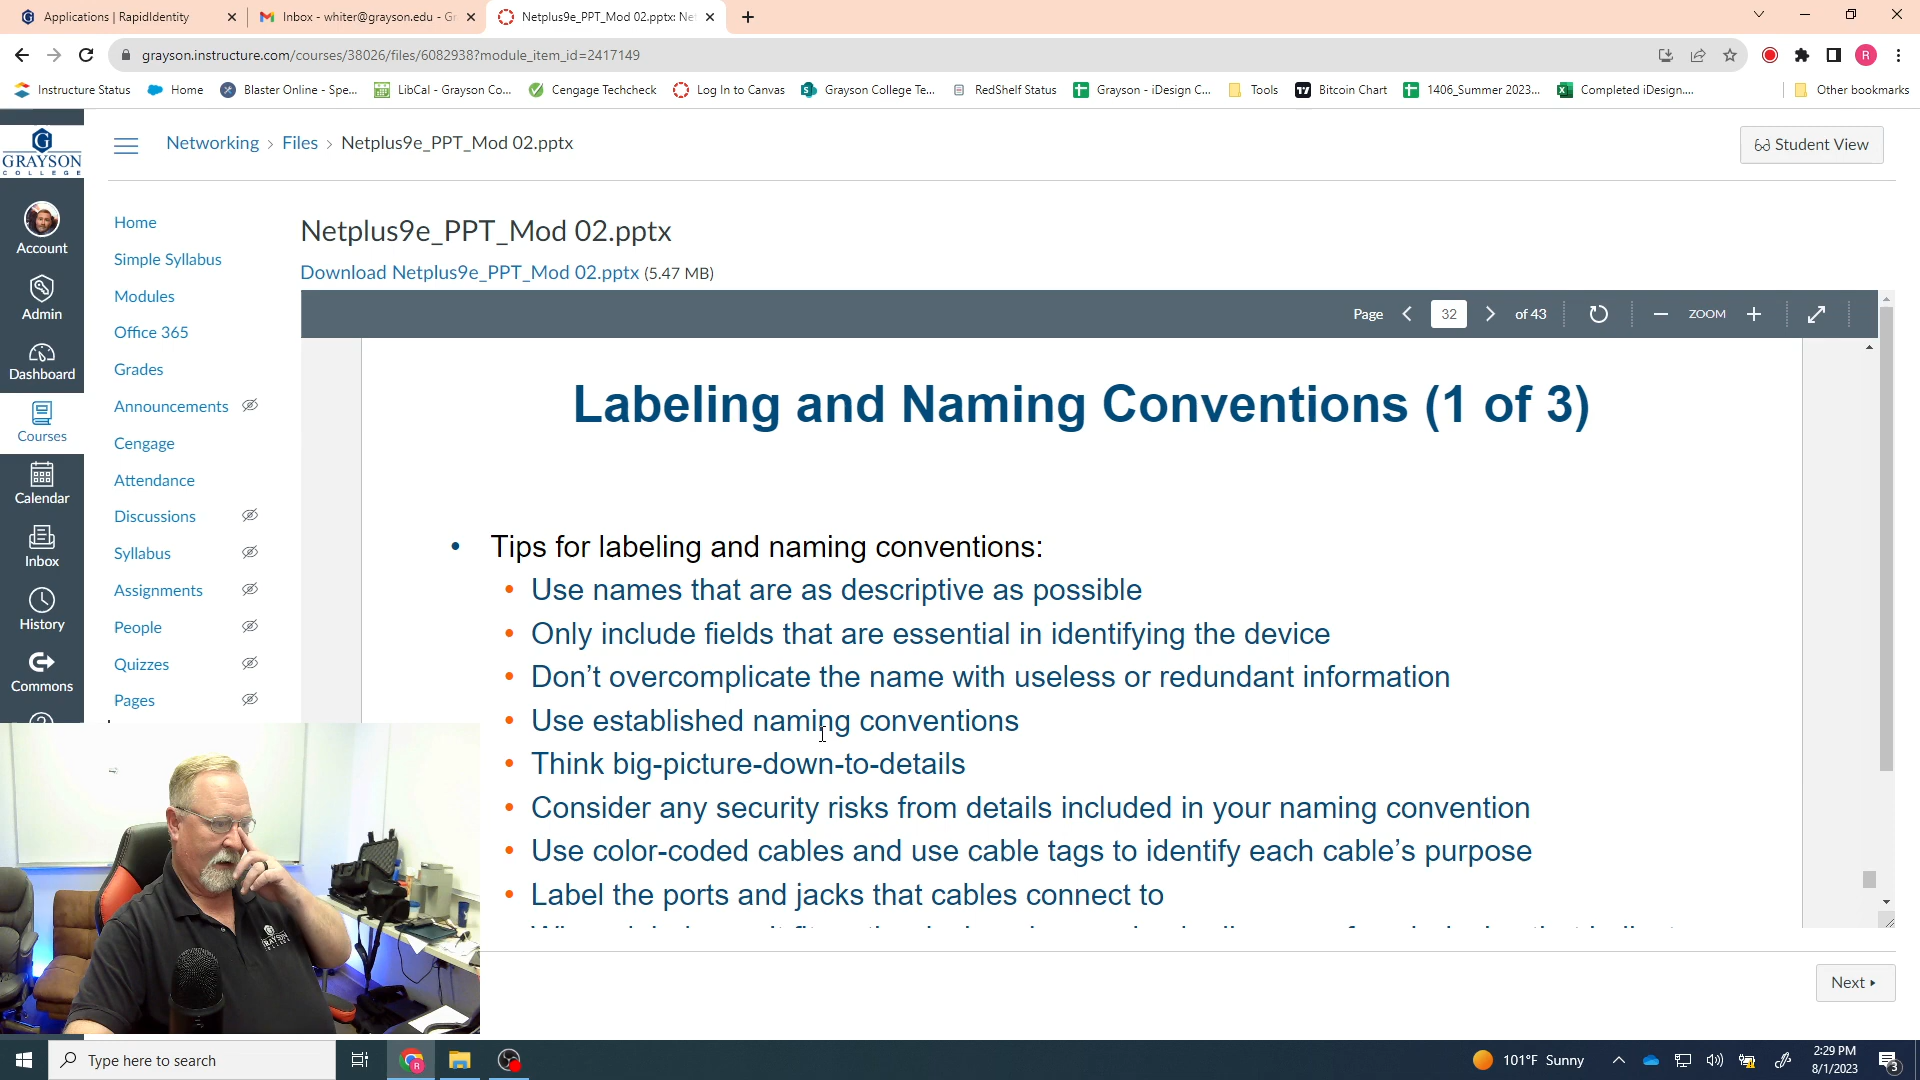 Applications | RapidIdentity
Inbox - whiter@grayson.edu - Gr
Netplus9e_PPT_Mod 02.pptx: Net
grayson.instructure.com/courses/38026/files/6082938?module_item_id=2417149
R
Instructure Status
Home
Blaster Online - Spe...
LibCal - Grayson Co...
Cengage Techcheck
Log In to Canvas
Grayson College Te...
RedShelf Status
Grayson - iDesign C...
Tools
Bitcoin Chart
1406_Summer 2023...
Completed iDesign....
Other bookmarks
GRAYSON
COLLEGE
Networking › Files › Netplus9e_PPT_Mod 02.pptx
Student View
Account
Admin
Dashboard
Courses
Calendar
Inbox
History
Commons
Home
Simple Syllabus
Modules
Office 365
Grades
Announcements
Cengage
Attendance
Discussions
Syllabus
Assignments
People
Quizzes
Pages
Netplus9e_PPT_Mod 02.pptx
Download Netplus9e_PPT_Mod 02.pptx (5.47 MB)
Page 32 of 43 ZOOM
Labeling and Naming Conventions (1 of 3)
• Tips for labeling and naming conventions:
• Use names that are as descriptive as possible
• Only include fields that are essential in identifying the device
• Don’t overcomplicate the name with useless or redundant information
• Use established naming conventions
• Think big-picture-down-to-details
• Consider any security risks from details included in your naming convention
• Use color-coded cables and use cable tags to identify each cable’s purpose
• Label the ports and jacks that cables connect to
GRAYSON
COLLEGE
Next
Type here to search
101°F Sunny
2:29 PM
8/1/2023
3